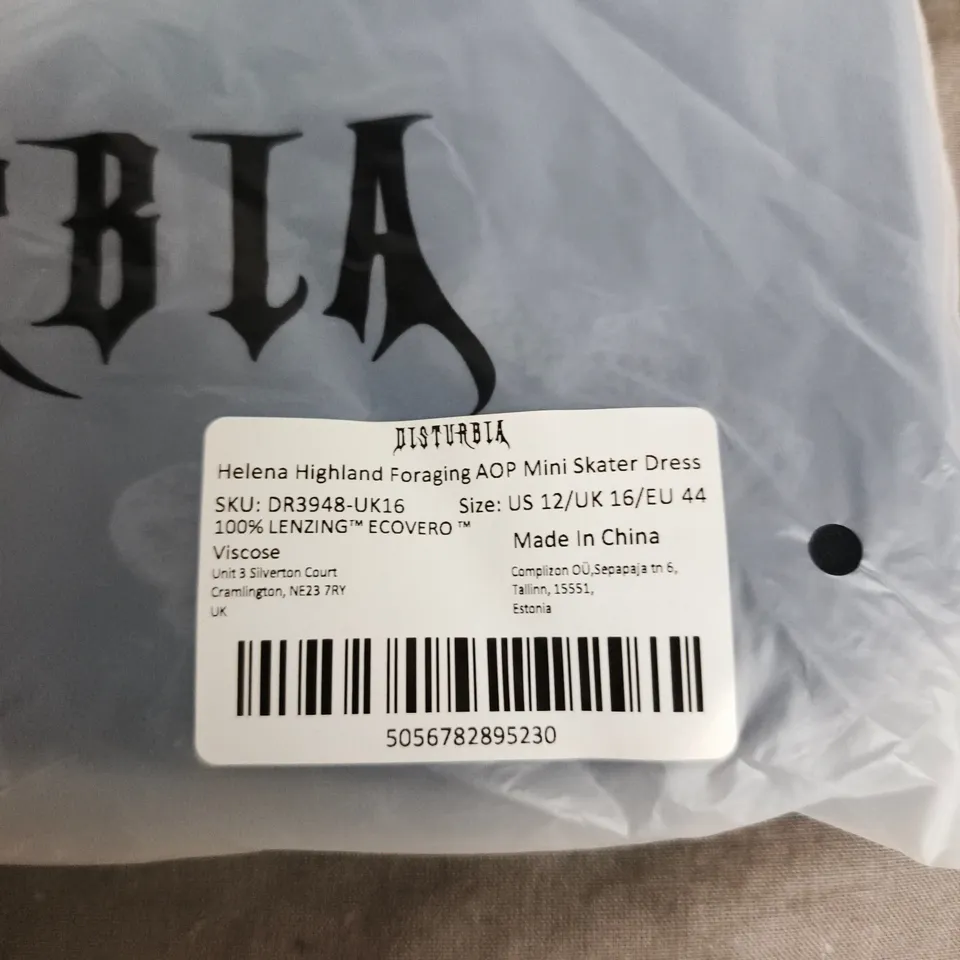 BIA
DISTURBIA
Helena Highland Foraging AOP Mini Skater Dress
SKU: DR3948-UK16 Size: US 12/UK 16/EU 44
100% LENZING™ ECOVERO ™
Viscose Made In China
Unit 3 Silverton Court Complizon OÜ,Sepapaja tn 6,
Cramlington, NE23 7RY Tallinn, 15551,
UK Estonia
5056782895230